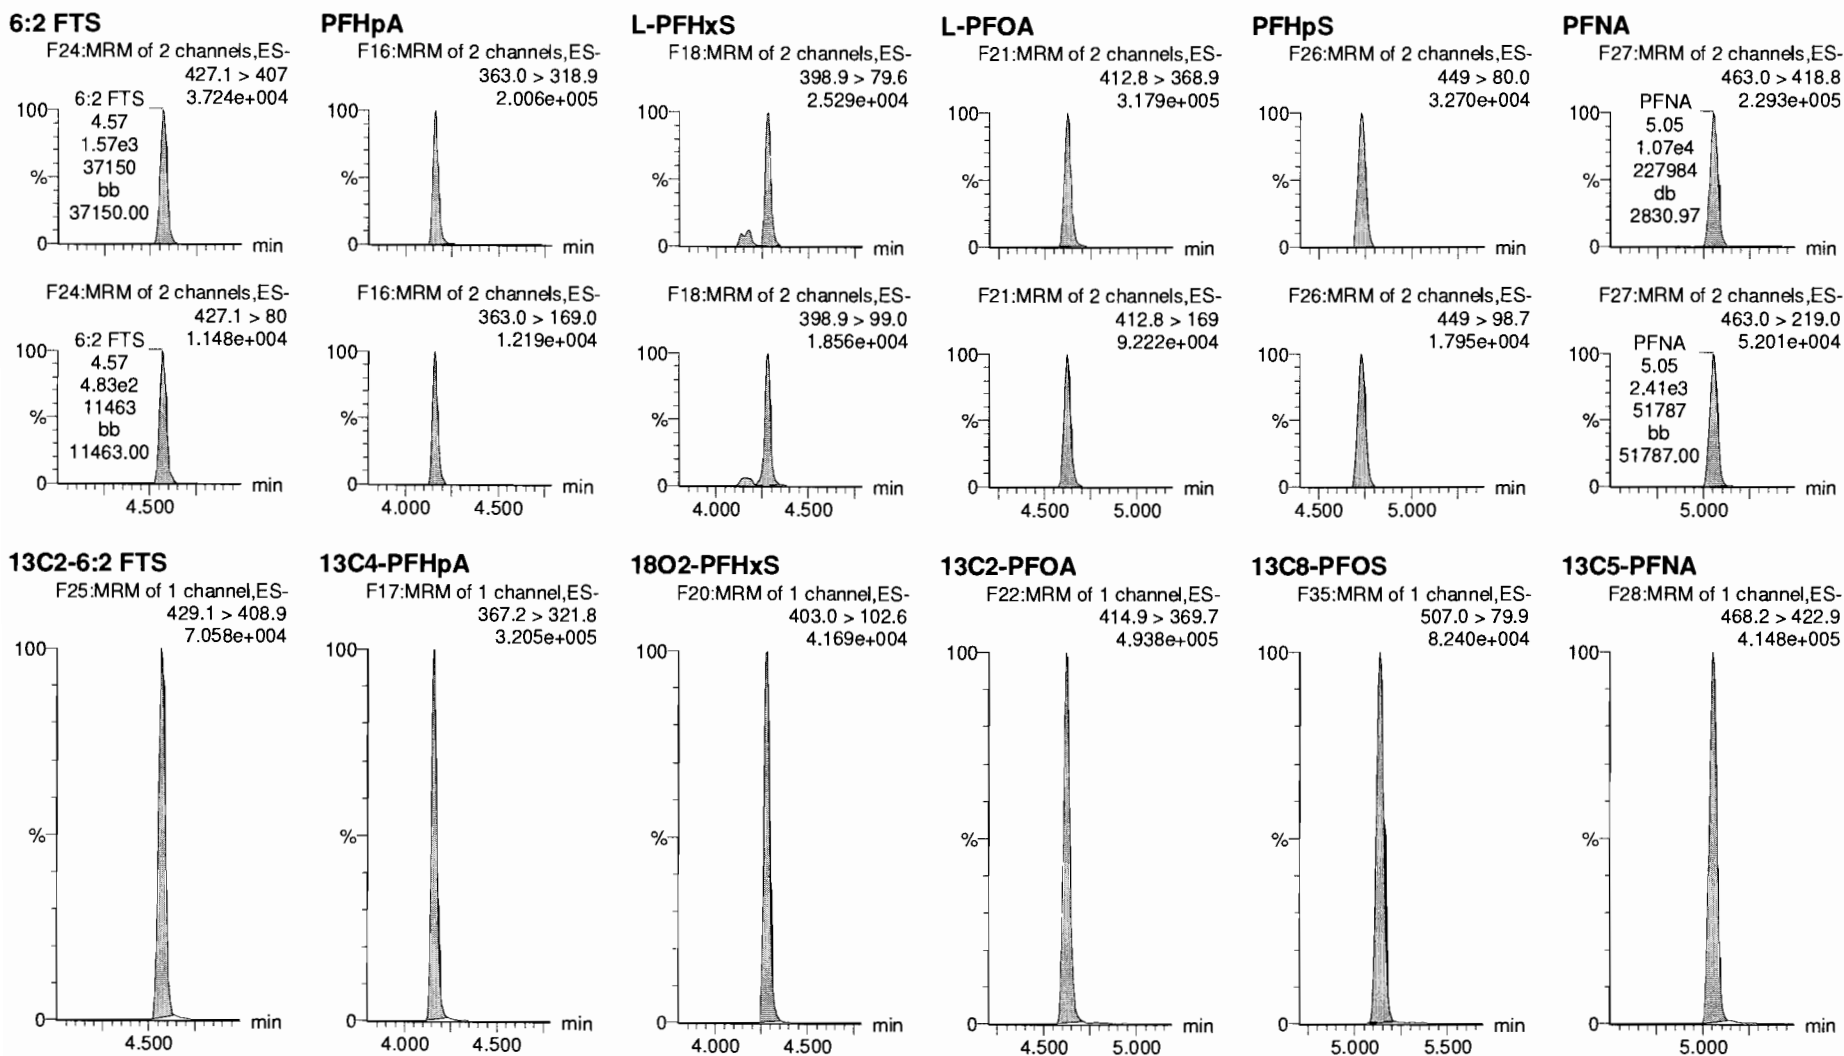 6:2 FTS
F24:MRM of 2 channels,ES-
427.1 > 407
3.724e+004
6:2 FTS
4.57
1.57e3
37150
bb
37150.00
100
%
0
min
PFHpA
F16:MRM of 2 channels,ES-
363.0 > 318.9
2.006e+005
100
%
0
min
L-PFHxS
F18:MRM of 2 channels,ES-
398.9 > 79.6
2.529e+004
100
%
0
min
L-PFOA
F21:MRM of 2 channels,ES-
412.8 > 368.9
3.179e+005
100
%
0
min
PFHpS
F26:MRM of 2 channels,ES-
449 > 80.0
3.270e+004
100
%
0
min
PFNA
F27:MRM of 2 channels,ES-
463.0 > 418.8
2.293e+005
PFNA
5.05
1.07e4
227984
db
2830.97
100
%
0
min
F24:MRM of 2 channels,ES-
427.1 > 80
1.148e+004
6:2 FTS
4.57
4.83e2
11463
bb
11463.00
100
%
0
min
4.500
F16:MRM of 2 channels,ES-
363.0 > 169.0
1.219e+004
100
%
0
min
4.000 4.500
F18:MRM of 2 channels,ES-
398.9 > 99.0
1.856e+004
100
%
0
min
4.000 4.500
F21:MRM of 2 channels,ES-
412.8 > 169
9.222e+004
100
%
0
min
4.500 5.000
F26:MRM of 2 channels,ES-
449 > 98.7
1.795e+004
100
%
0
min
4.500 5.000
F27:MRM of 2 channels,ES-
463.0 > 219.0
5.201e+004
PFNA
5.05
2.41e3
51787
bb
51787.00
100
%
0
min
5.000
13C2-6:2 FTS
F25:MRM of 1 channel,ES-
429.1 > 408.9
7.058e+004
100
%
0
min
4.500
13C4-PFHpA
F17:MRM of 1 channel,ES-
367.2 > 321.8
3.205e+005
100
%
0
min
4.000 4.500
18O2-PFHxS
F20:MRM of 1 channel,ES-
403.0 > 102.6
4.169e+004
100
%
0
min
4.000 4.500
13C2-PFOA
F22:MRM of 1 channel,ES-
414.9 > 369.7
4.938e+005
100
%
0
min
4.500 5.000
13C8-PFOS
F35:MRM of 1 channel,ES-
507.0 > 79.9
8.240e+004
100
%
0
min
5.000 5.500
13C5-PFNA
F28:MRM of 1 channel,ES-
468.2 > 422.9
4.148e+005
100
%
0
min
5.000